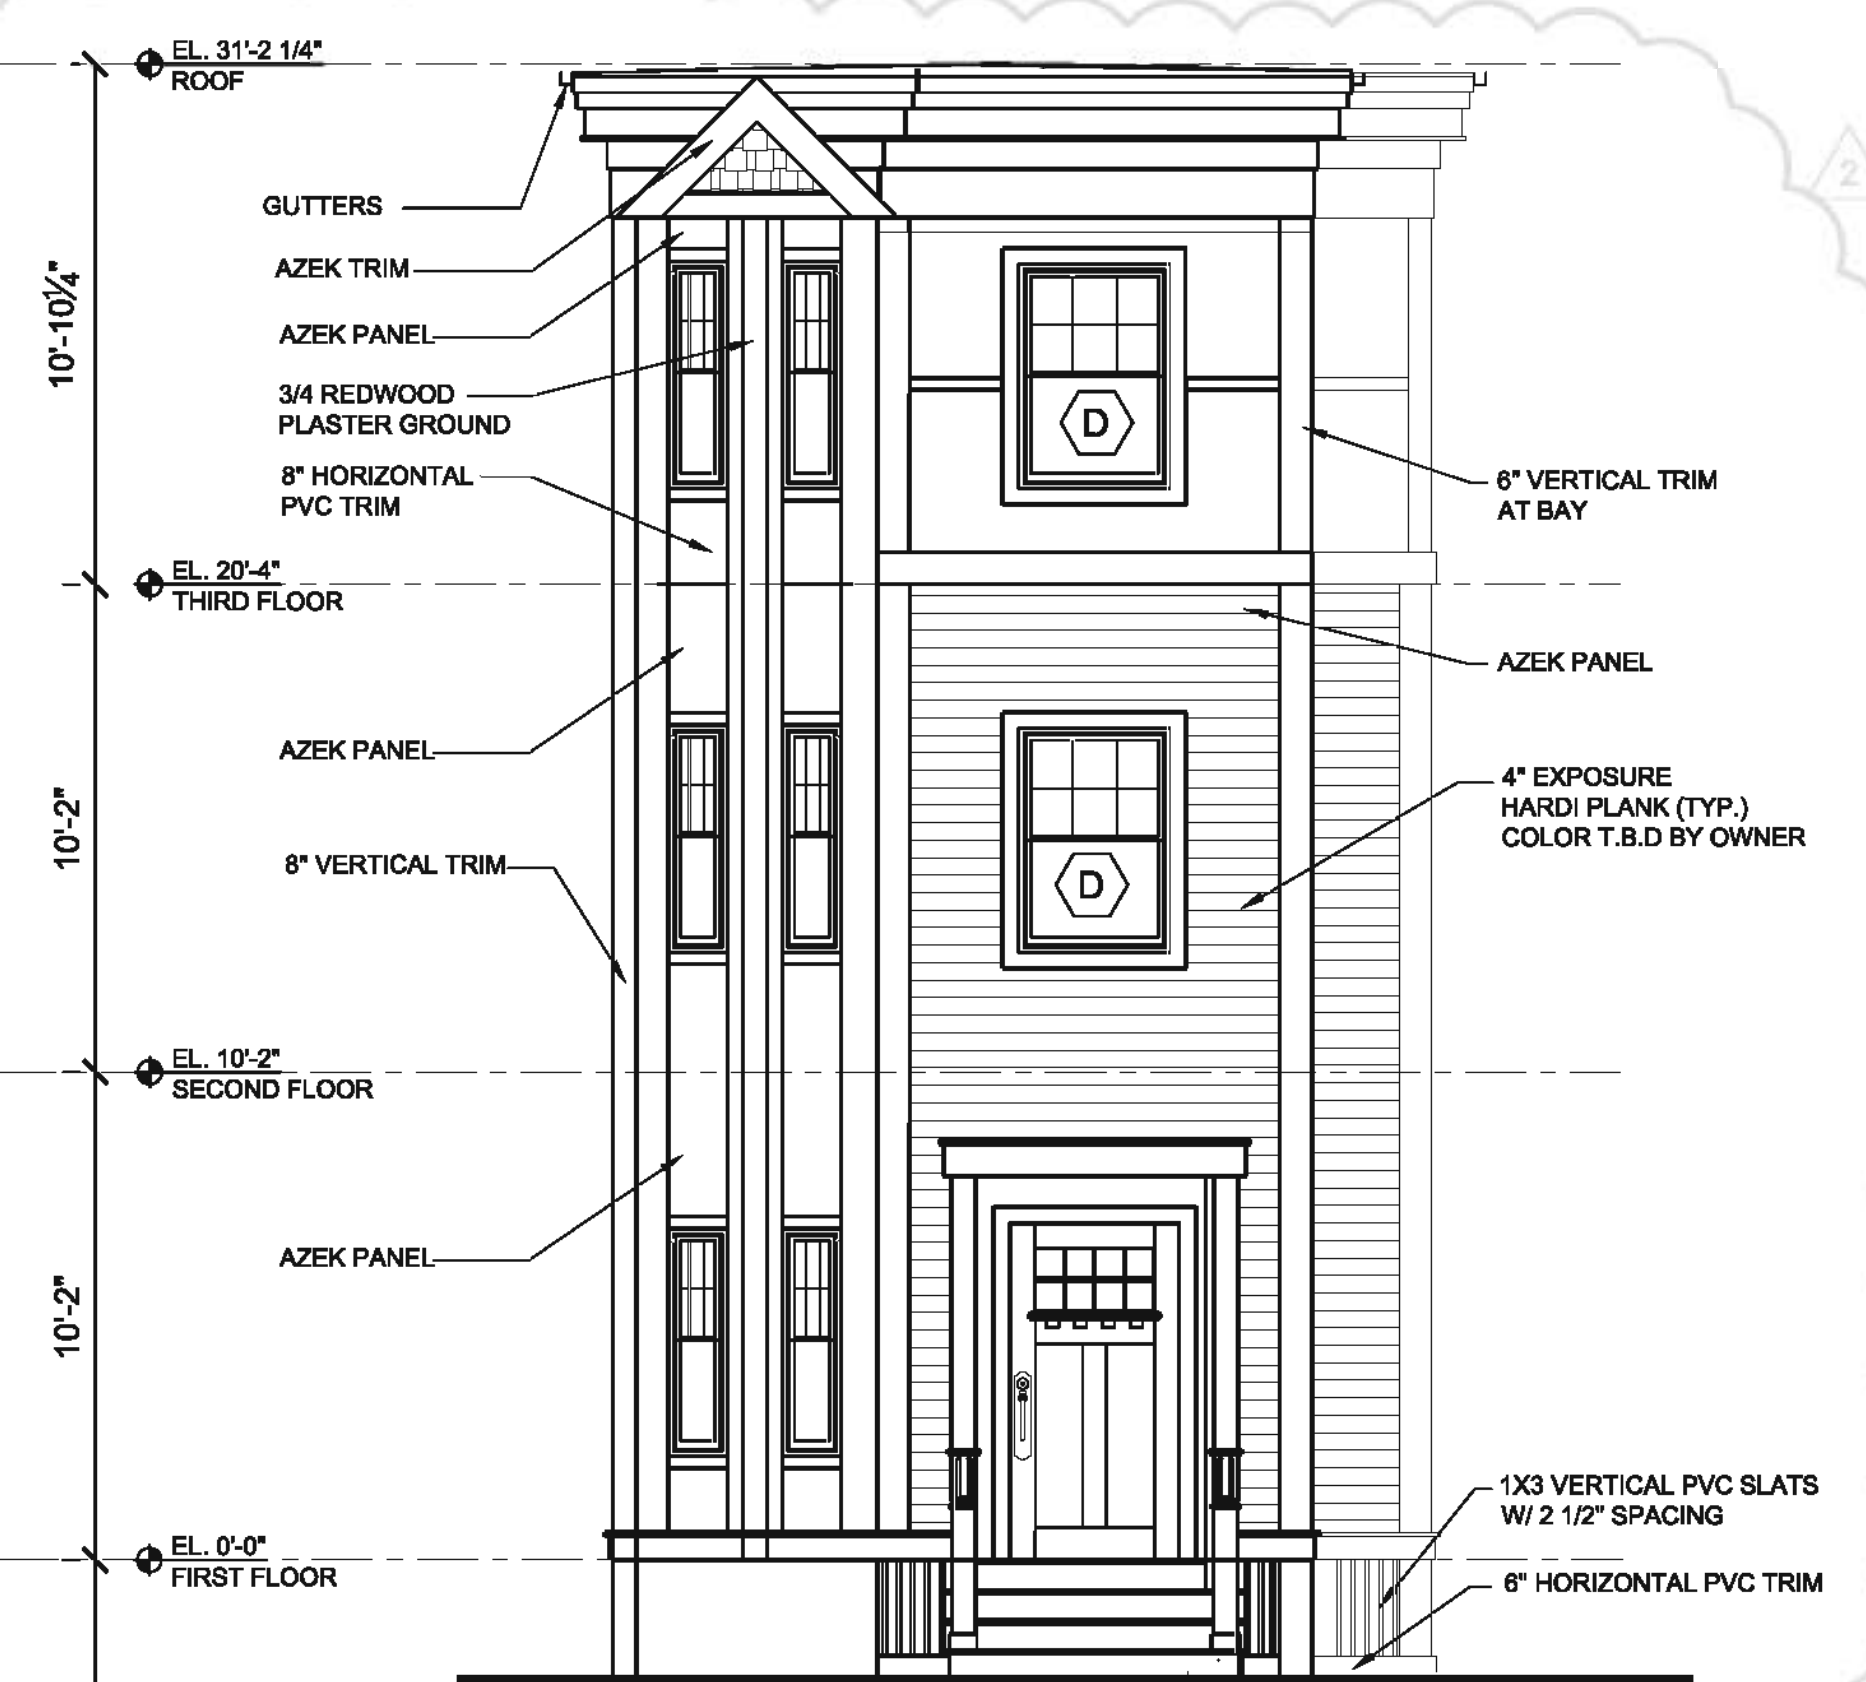 EL. 31'-2 1/4"
ROOF
2
GUTTERS
AZEK TRIM
10'-10¼"
AZEK PANEL
3/4 REDWOOD
PLASTER GROUND
D
8" HORIZONTAL
PVC TRIM
6" VERTICAL TRIM
AT BAY
EL. 20'-4"
THIRD FLOOR
AZEK PANEL
AZEK PANEL
4" EXPOSURE
HARDI PLANK (TYP.)
COLOR T.B.D BY OWNER
10'-2"
8" VERTICAL TRIM
D
EL. 10'-2"
SECOND FLOOR
AZEK PANEL
10'-2"
1X3 VERTICAL PVC SLATS
W/ 2 1/2" SPACING
EL. 0'-0"
FIRST FLOOR
6" HORIZONTAL PVC TRIM